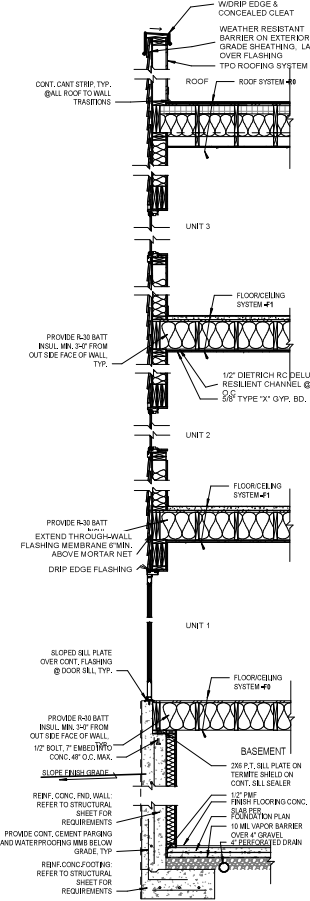 W/DRIP EDGE &
CONCEALED CLEAT
WEATHER RESISTANT
BARRIER ON EXTERIOR
GRADE SHEATHING, LA
OVER FLASHING
TPO ROOFING SYSTEM
CONT. CANT STRIP, TYP.
@ALL ROOF TO WALL
TRASITIONS
ROOF
ROOF SYSTEM -R0
UNIT 3
FLOOR/CEILING
SYSTEM -F1
PROVIDE R-30 BATT
INSUL. MIN. 3'-0" FROM
OUT SIDE FACE OF WALL,
TYP.
1/2" DIETRICH RC DELU
RESILIENT CHANNEL @
O.C
5/8" TYPE "X" GYP. BD.
UNIT 2
FLOOR/CEILING
SYSTEM -F1
PROVIDE R-30 BATT
EXTEND THROUGH-WALL
FLASHING MEMBRANE 6"MIN.
ABOVE MORTAR NET
DRIP EDGE FLASHING
UNIT 1
SLOPED SILL PLATE
OVER CONT. FLASHING
@ DOOR SILL, TYP.
FLOOR/CEILING
SYSTEM -F0
PROVIDE R-30 BATT
INSUL. MIN. 3'-0" FROM
OUT SIDE FACE OF WALL,
TYP.
1/2" BOLT, 7" EMBED INTO
CONC. 48" O.C. MAX.
BASEMENT
2X6 P.T. SILL PLATE ON
TERMITE SHIELD ON
CONT. SILL SEALER
SLOPE FINISH GRADE
REINF. CONC. FND, WALL:
REFER TO STRUCTURAL
SHEET FOR
REQUIREMENTS
1/2" PMF
FINISH FLOORING CONC.
SLAB PER
FOUNDATION PLAN
10 MIL VAPOR BARRIER
OVER 4" GRAVEL
4" PERFORATED DRAIN
PROVIDE CONT. CEMENT PARGING
AND WATERPROOFING MMB BELOW
GRADE, TYP
REINF.CONC.FOOTING:
REFER TO STRUCTURAL
SHEET FOR
REQUIREMENTS